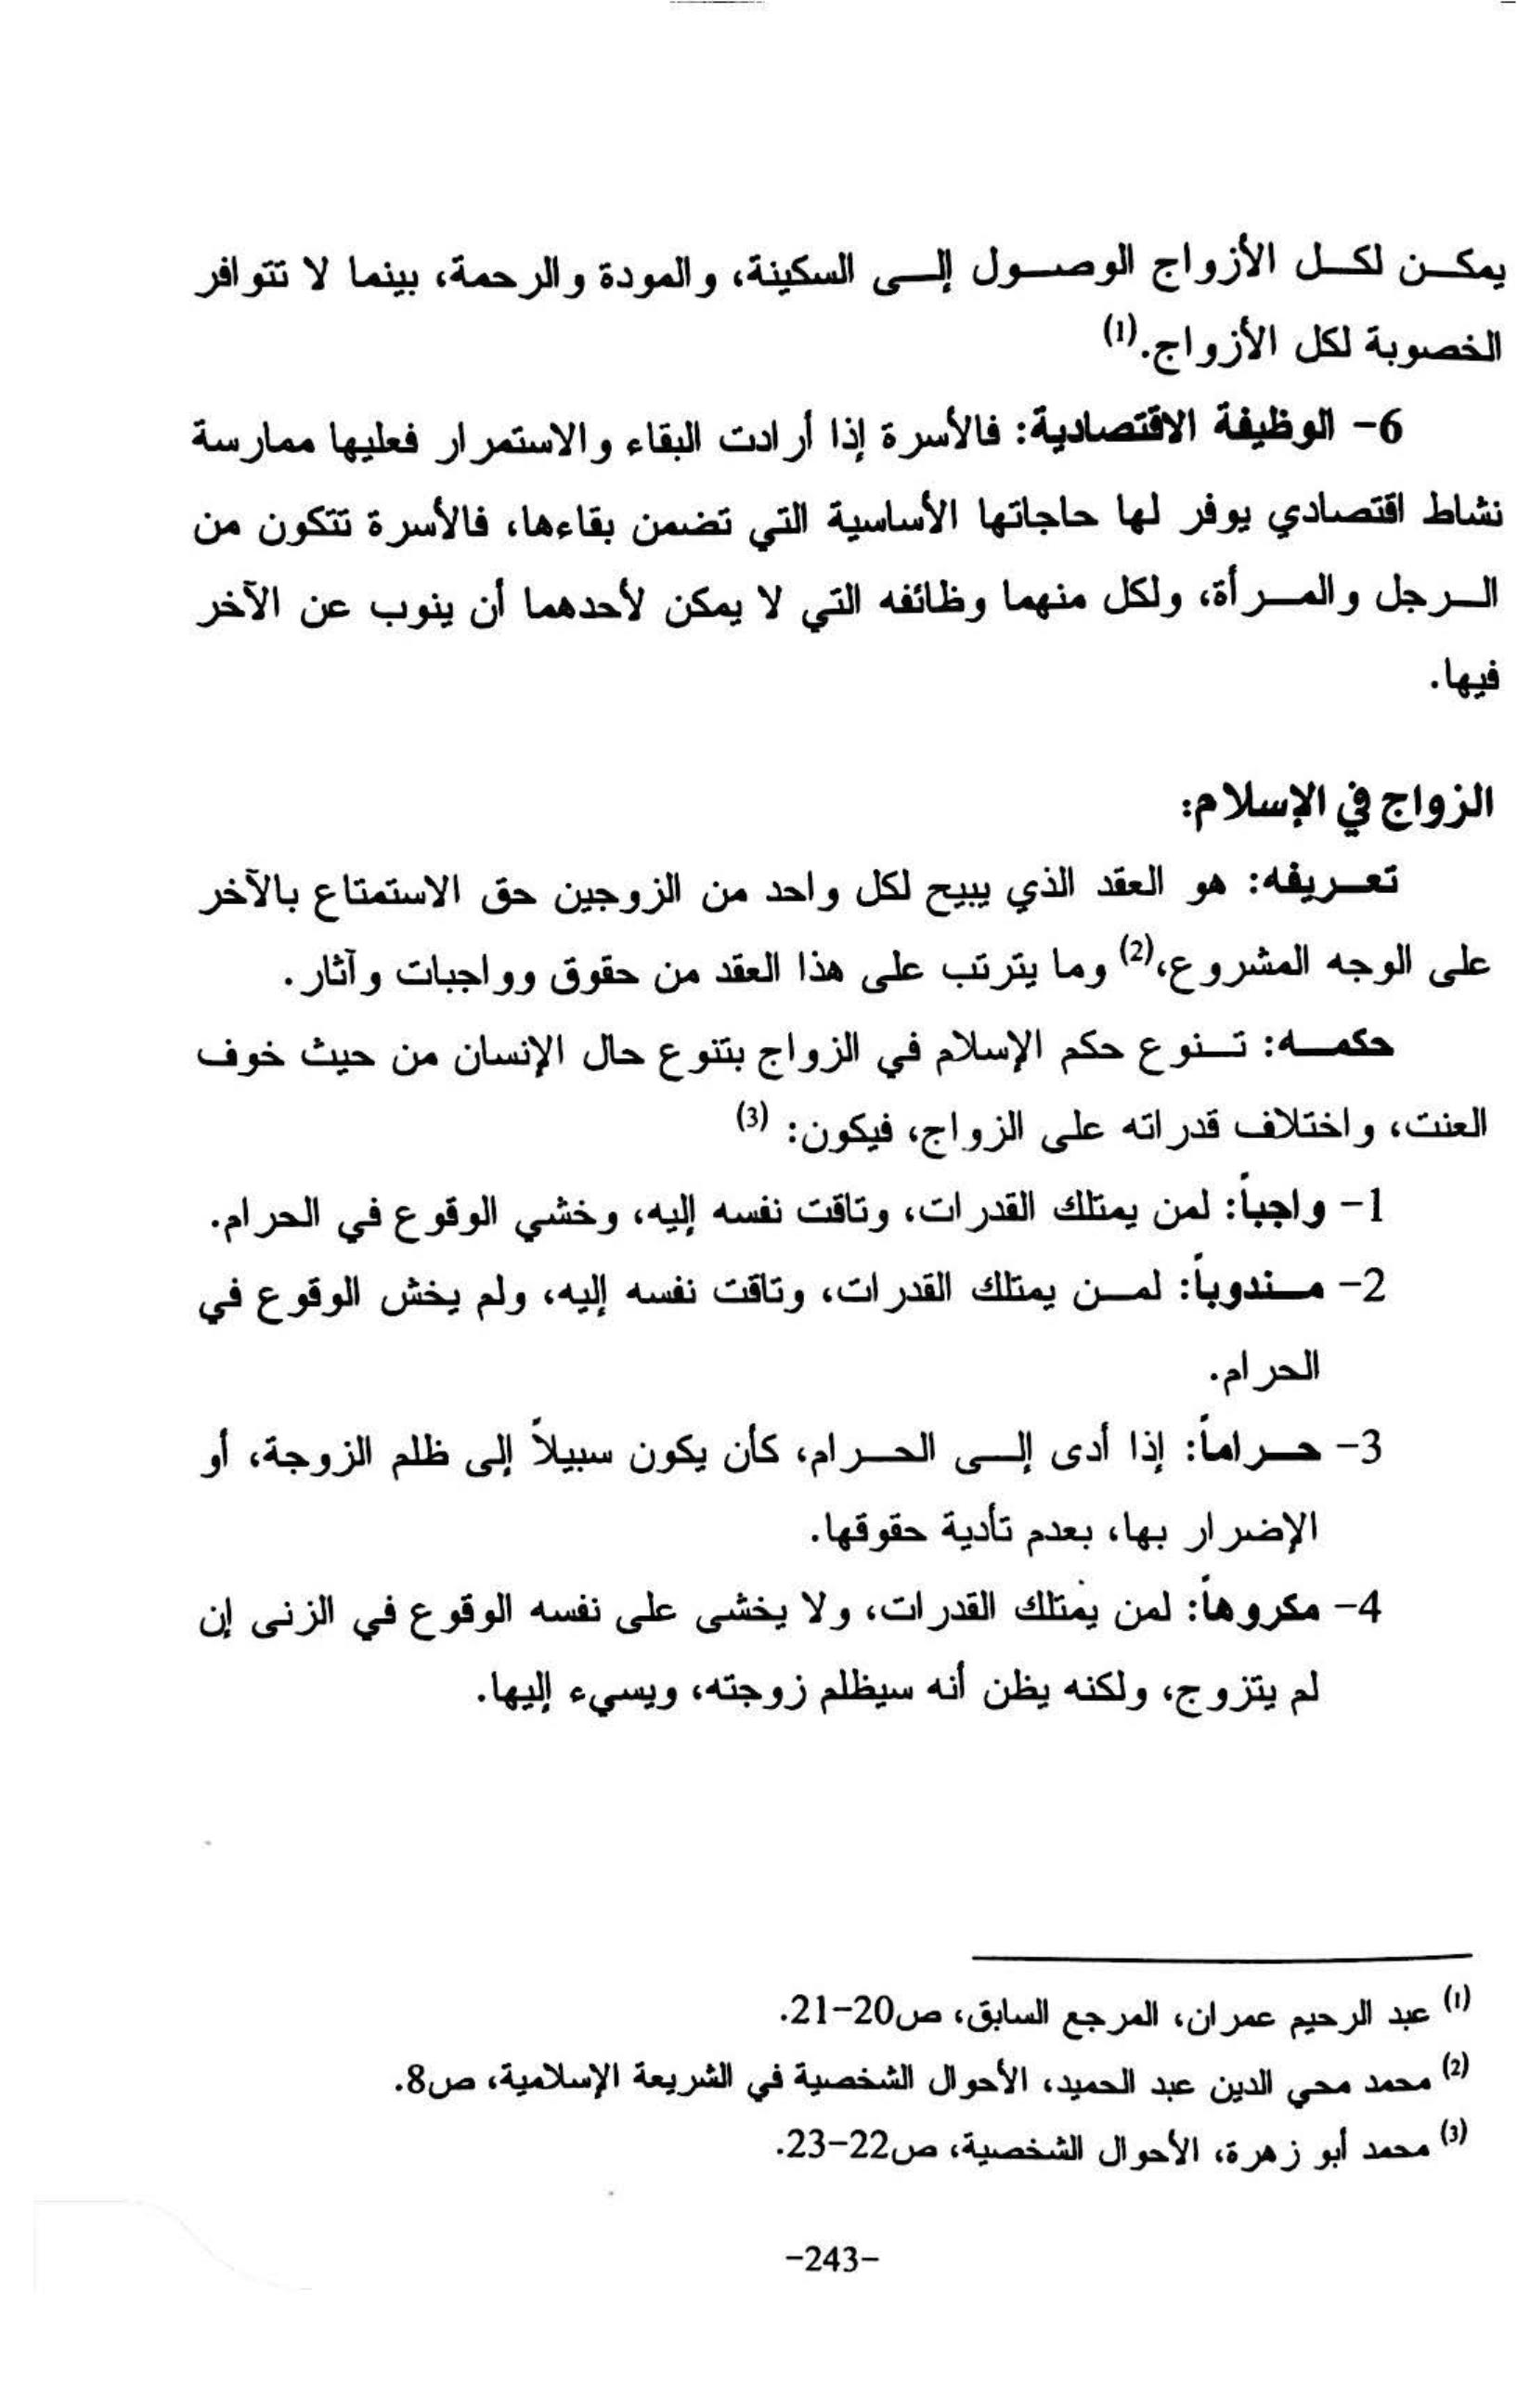 يمكن لكل الأزواج الوصول إلى السكينة، والمودة والرحمة، بينما لا تتوافر
الخصوبة لكل الأزواج.(1)
6- الوظيفة الاقتصادية: فالأسرة إذا أرادت البقاء والاستمرار فعليها ممارسة
نشاط اقتصادي يوفر لها حاجاتها الأساسية التي تضمن بقاءها، فالأسرة تتكون من
الرجل والمرأة، ولكل منهما وظائفه التي لا يمكن لأحدهما أن ينوب عن الآخر
فيها.
الزواج في الإسلام:
تعريفه: هو العقد الذي يبيح لكل واحد من الزوجين حق الاستمتاع بالآخر
على الوجه المشروع،(2) وما يترتب على هذا العقد من حقوق وواجبات وآثار.
حكمه: تنوع حكم الإسلام في الزواج بتنوع حال الإنسان من حيث خوف
العنت، واختلاف قدراته على الزواج، فيكون: (3)
1- واجباً: لمن يمتلك القدرات، وتاقت نفسه إليه، وخشي الوقوع في الحرام.
2- مندوباً: لمن يمتلك القدرات، وتاقت نفسه إليه، ولم يخش الوقوع في
الحرام.
3- حراماً: إذا أدى إلى الحرام، كأن يكون سبيلاً إلى ظلم الزوجة، أو
الإضرار بها، بعدم تأدية حقوقها.
4- مكروهاً: لمن يمتلك القدرات، ولا يخشى على نفسه الوقوع في الزنى إن
لم يتزوج، ولكنه يظن أنه سيظلم زوجته، ويسيء إليها.
(1) عبد الرحيم عمران، المرجع السابق، ص20-21.
(2) محمد محي الدين عبد الحميد، الأحوال الشخصية في الشريعة الإسلامية، ص8.
(3) محمد أبو زهرة، الأحوال الشخصية، ص22-23.
-243-